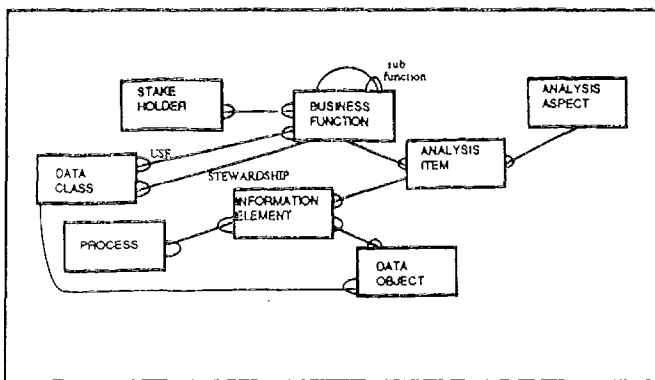 sub
function
STAKE
HOLDER
BUSINESS
FUNCTION
ANALYSIS
ASPECT
USE
DATA
CLASS
ANALYSIS
ITEM
STEWARDSHIP
INFORMATION
ELEMENT
PROCESS
DATA
OBJECT